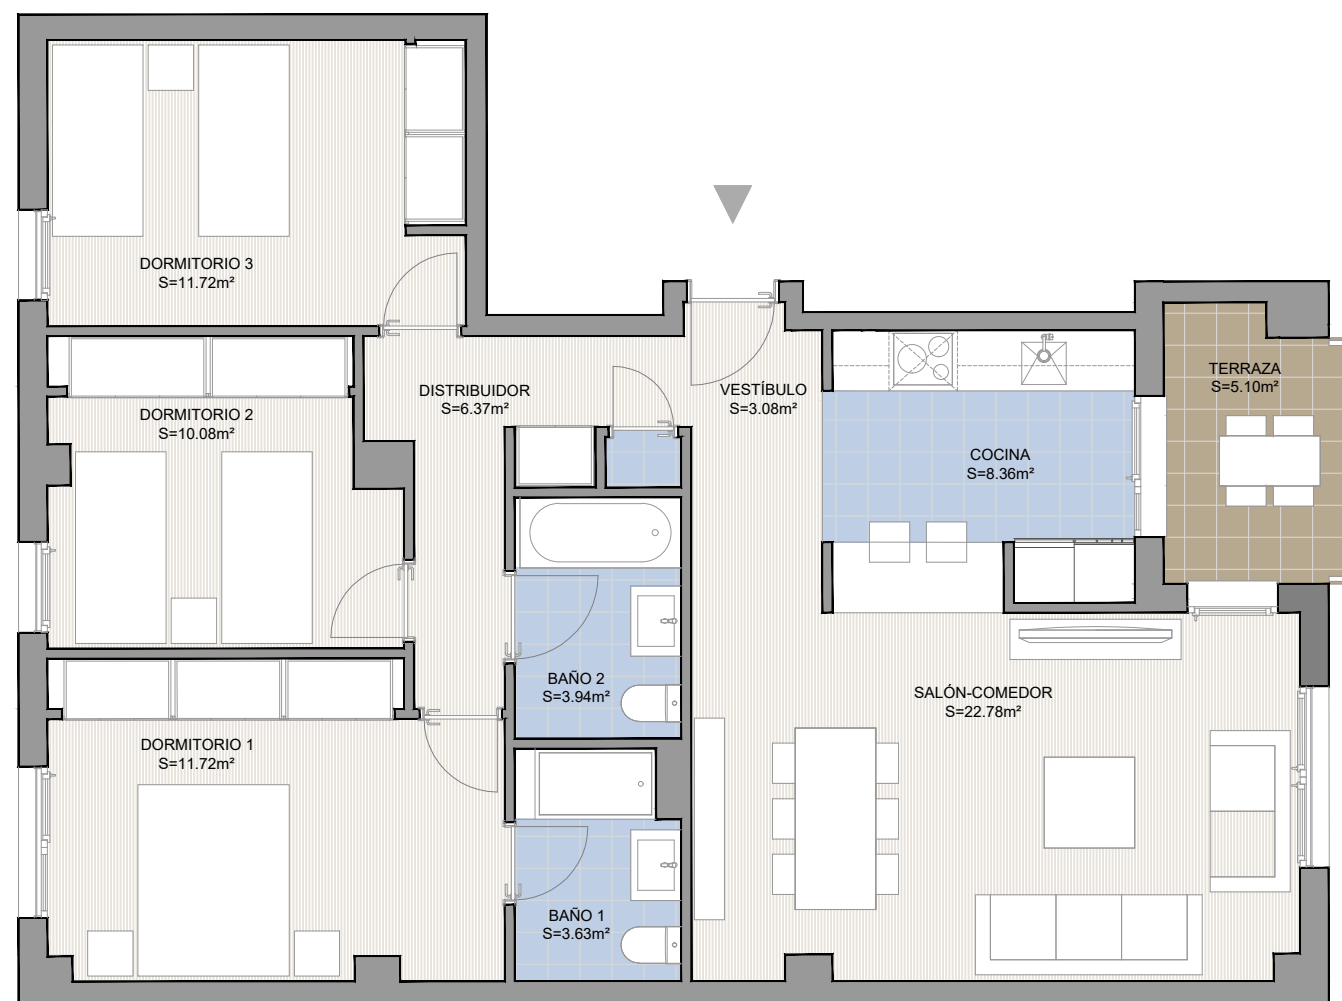 DORMITORIO 3
S=11.72m²
DISTRIBUIDOR
S=6.37m²
VESTÍBULO
S=3.08m²
TERRAZA
S=5.10m²
DORMITORIO 2
S=10.08m²
COCINA
S=8.36m²
BAÑO 2
S=3.94m²
SALÓN-COMEDOR
S=22.78m²
DORMITORIO 1
S=11.72m²
BAÑO 1
S=3.63m²